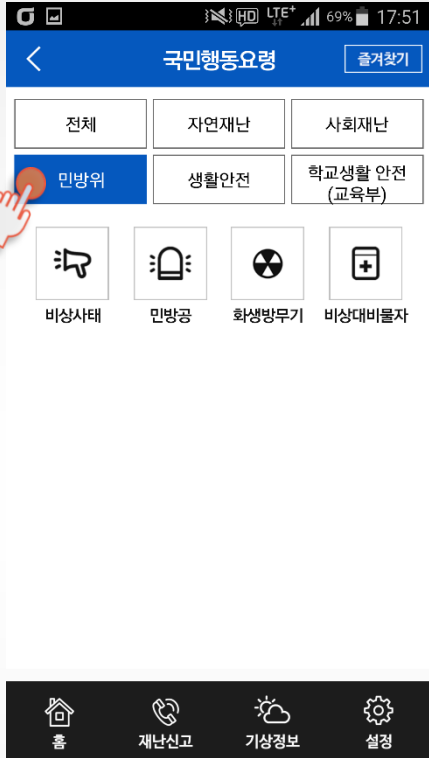 HD LTE+ 69% 17:51
국민행동요령 즐겨찾기
전체 자연재난 사회재난
민방위 생활안전 학교생활 안전
(교육부)
비상사태 민방공 화생방무기 비상대비물자
홈 재난신고 기상정보 설정